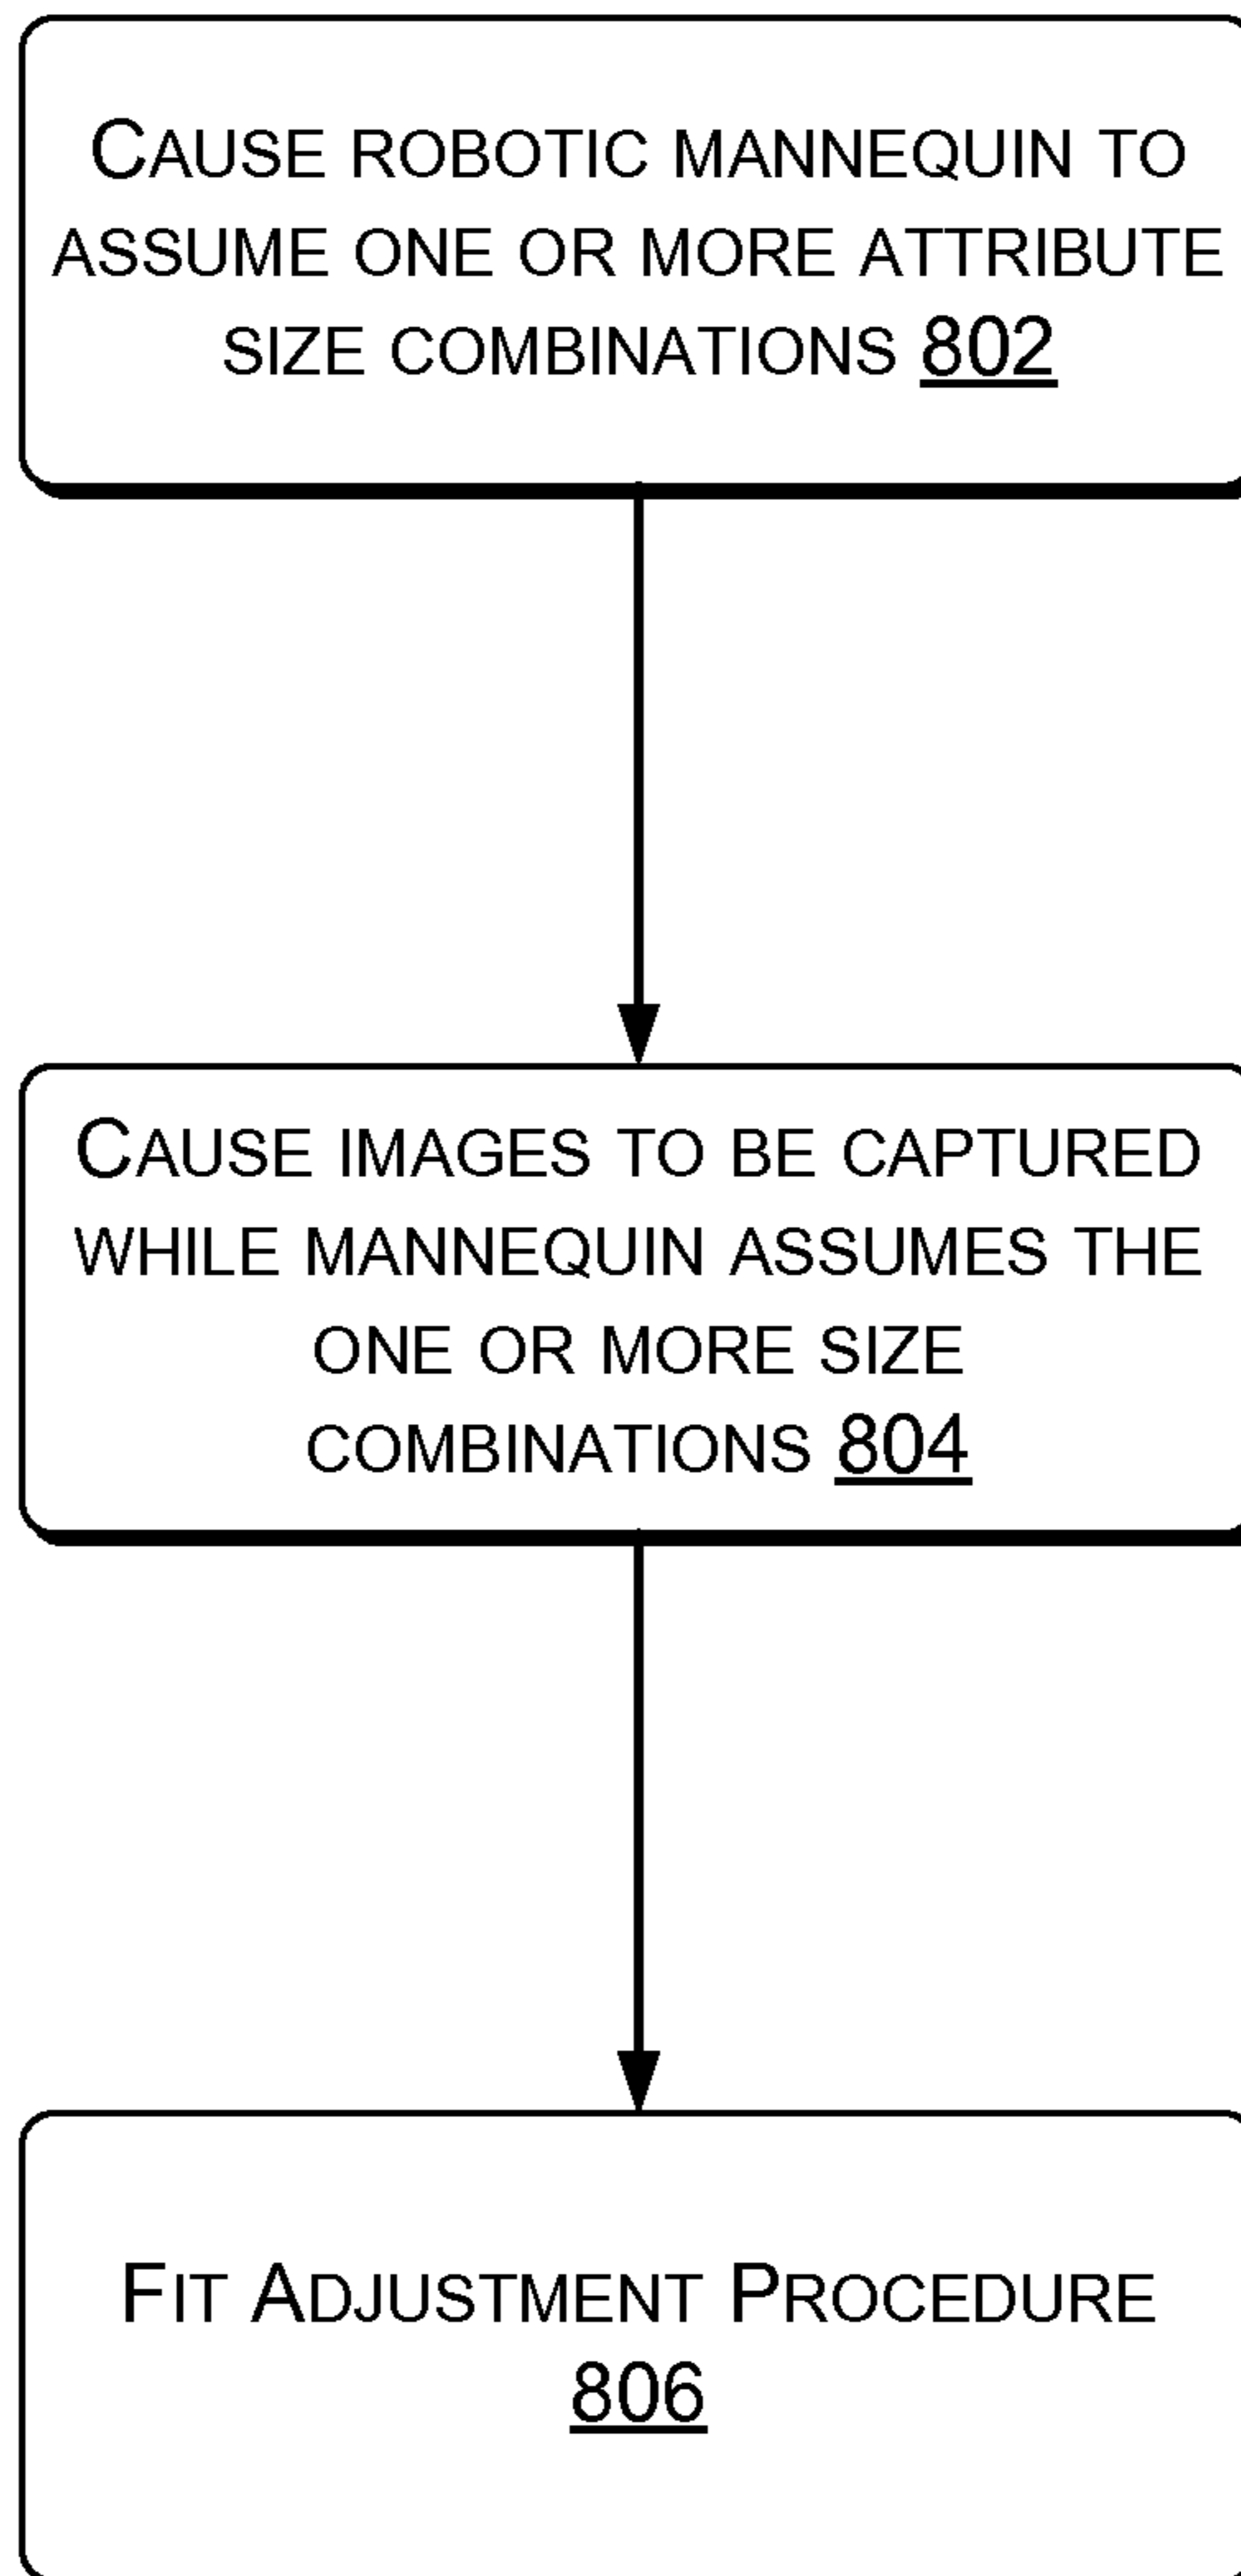 Cause robotic mannequin to
assume one or more attribute
size combinations 802
Cause images to be captured
while mannequin assumes the
one or more size
combinations 804
Fit Adjustment Procedure
806